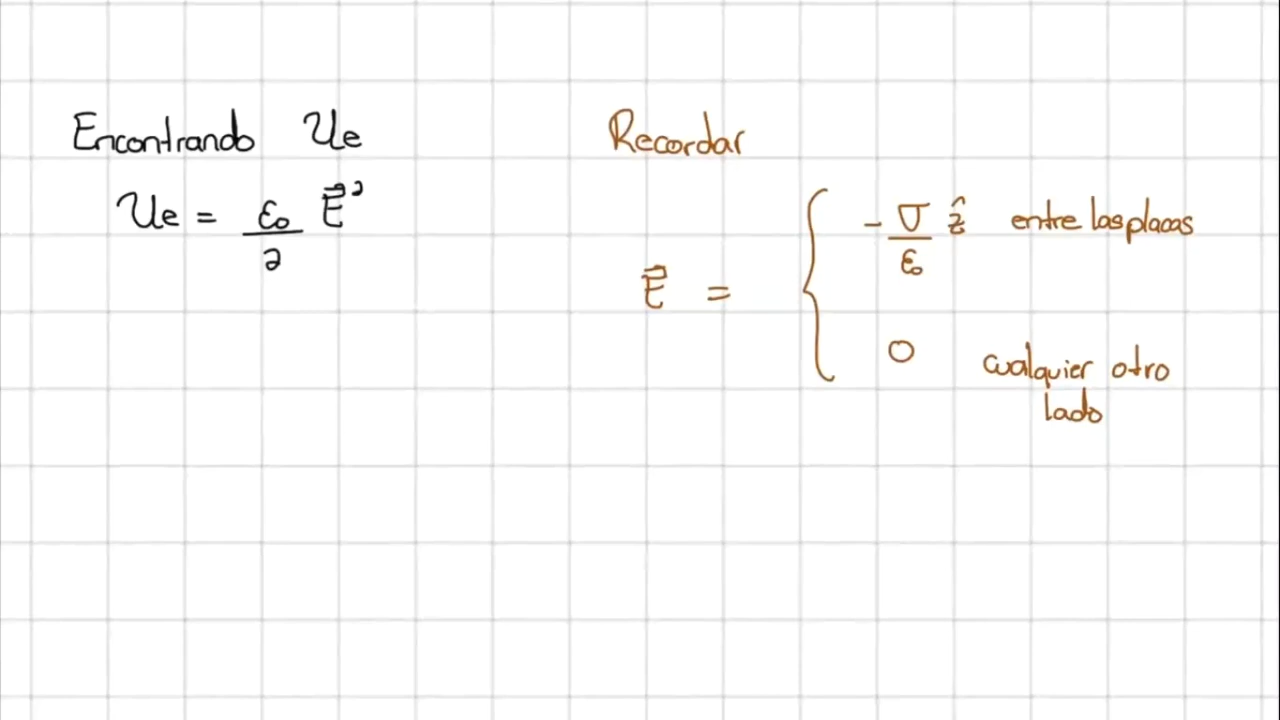 Encontrando Ue
Ue = ε₀/2 E⃗²
Recordar
E⃗ = { -σ/ε₀ ẑ entre las placas
0 cualquier otro
lado